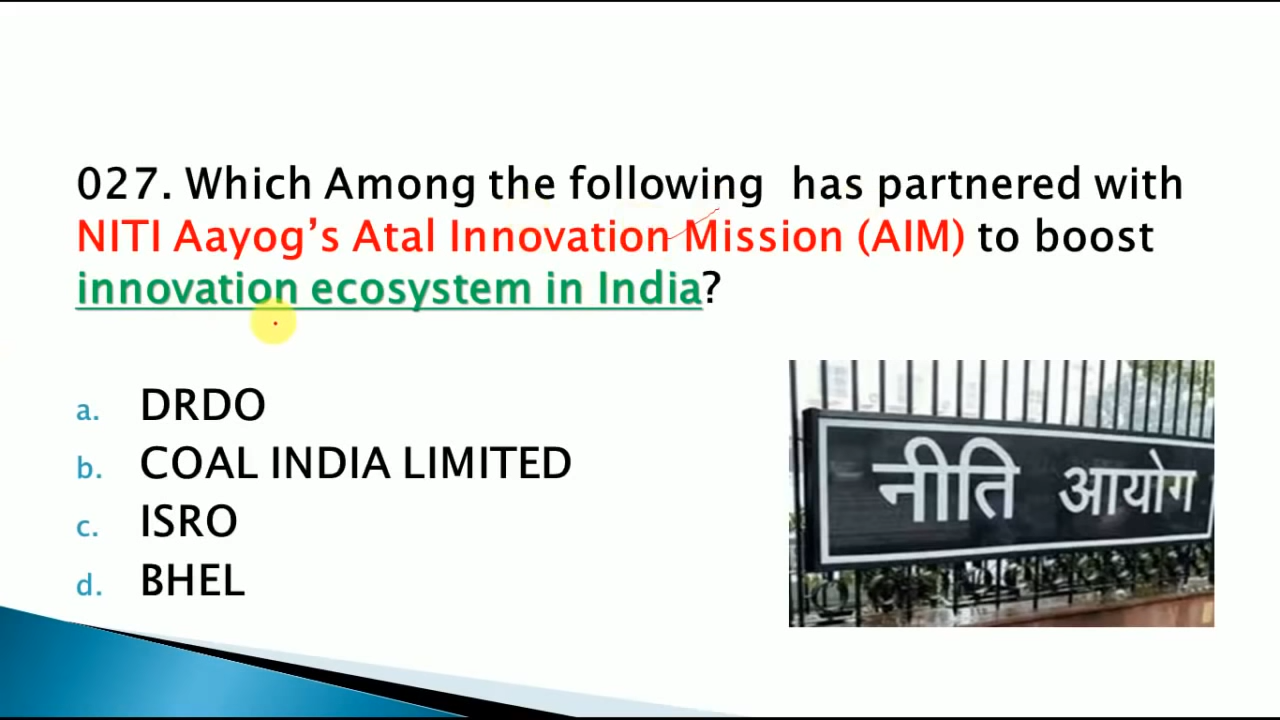 027. Which Among the following has partnered with
NITI Aayog’s Atal Innovation Mission (AIM) to boost
innovation ecosystem in India?
a. DRDO
b. COAL INDIA LIMITED
c. ISRO
d. BHEL
नीति आयोग